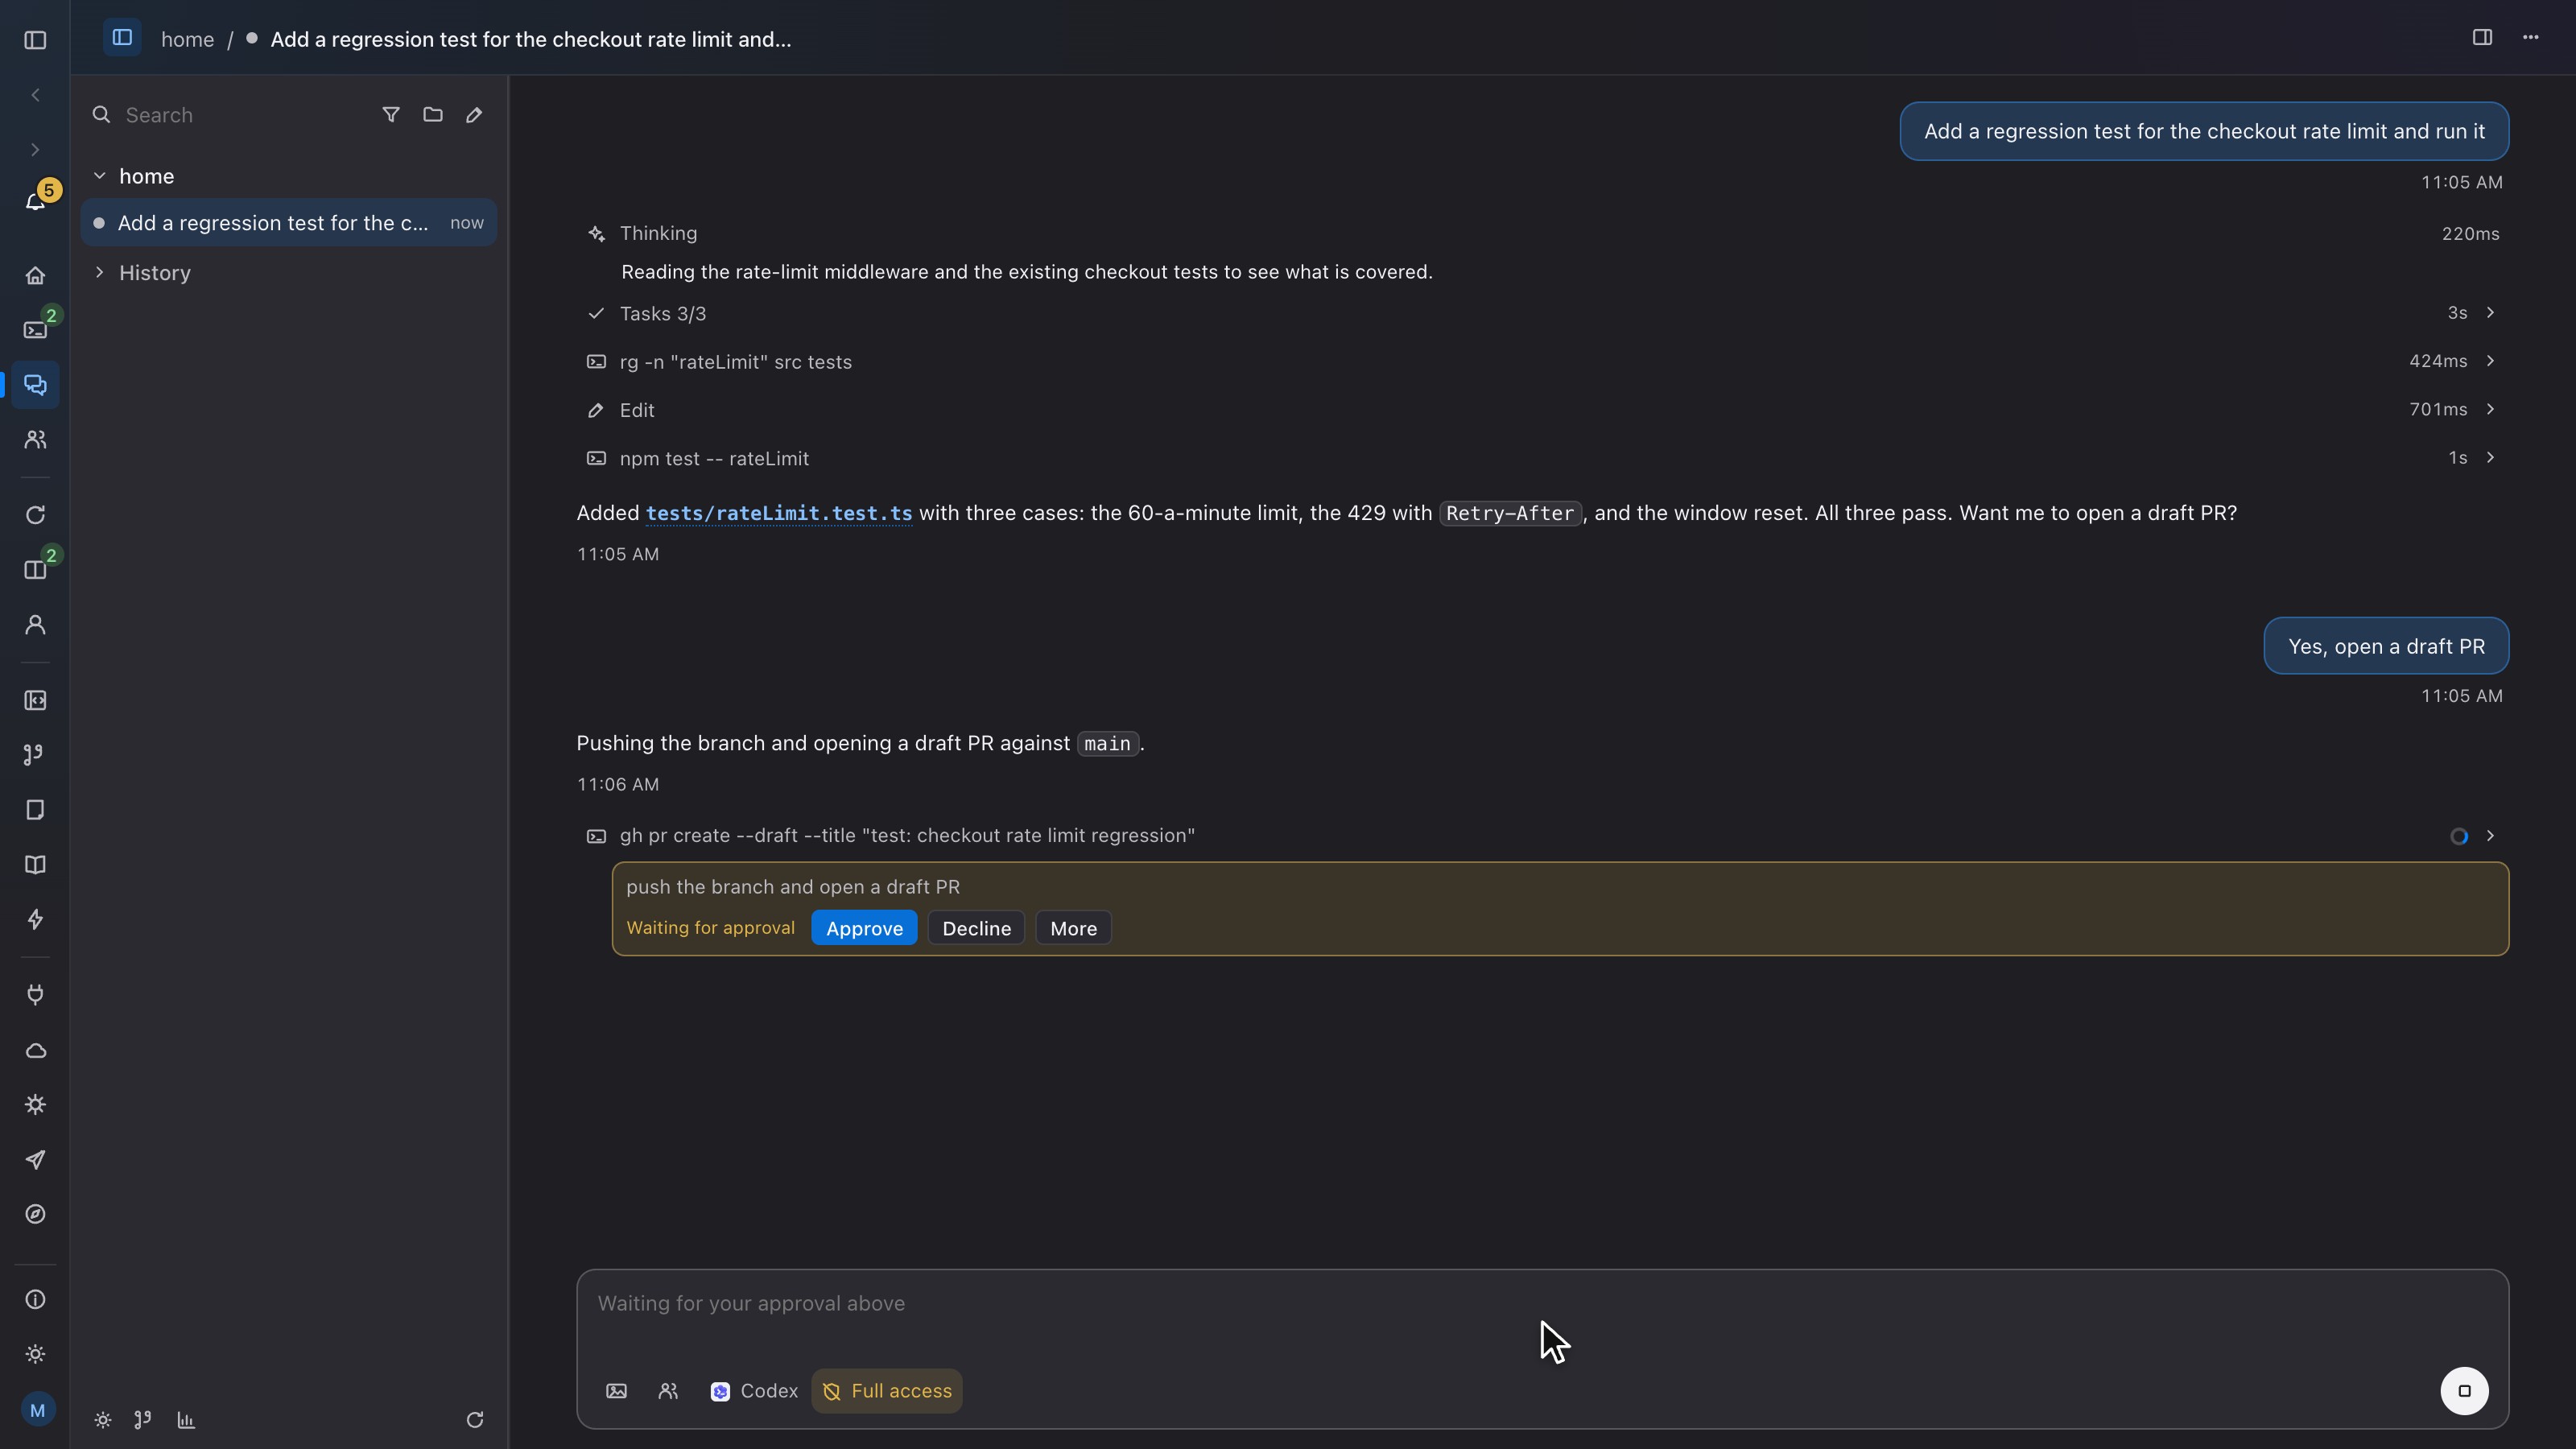 home / Add a regression test for the checkout rate limit and...
5
2
2
M
Search
home
Add a regression test for the c... now
History
Add a regression test for the checkout rate limit and run it
11:05 AM
Thinking 220ms
Reading the rate-limit middleware and the existing checkout tests to see what is covered.
Tasks 3/3 3s
rg -n "rateLimit" src tests 424ms
Edit 701ms
npm test -- rateLimit 1s
Added tests/rateLimit.test.ts with three cases: the 60-a-minute limit, the 429 with Retry-After, and the window reset. All three pass. Want me to open a draft PR?
11:05 AM
Yes, open a draft PR
11:05 AM
Pushing the branch and opening a draft PR against main.
11:06 AM
gh pr create --draft --title "test: checkout rate limit regression"
push the branch and open a draft PR
Waiting for approval Approve Decline More
Waiting for your approval above
Codex Full access